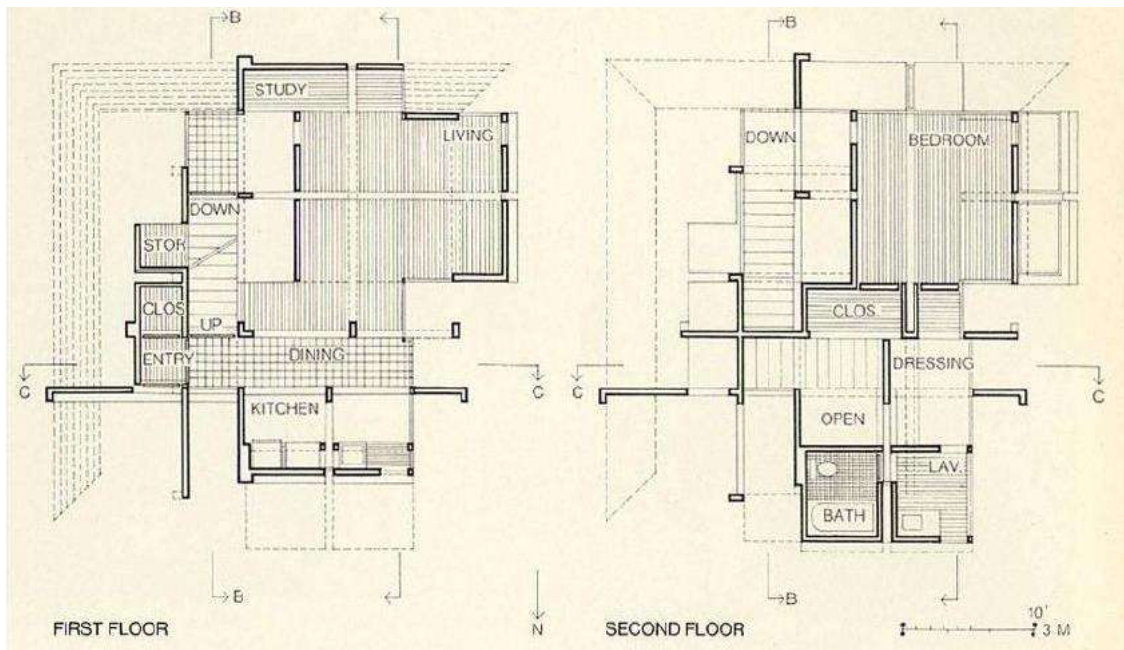 B
STUDY
LIVING
DOWN
STOR
CLOS
UP
ENTRY
DINING
C
C
KITCHEN
B
FIRST FLOOR
N
B
DOWN
BEDROOM
CLOS
DRESSING
C
C
OPEN
LAV.
BATH
B
SECOND FLOOR
10'
3 M